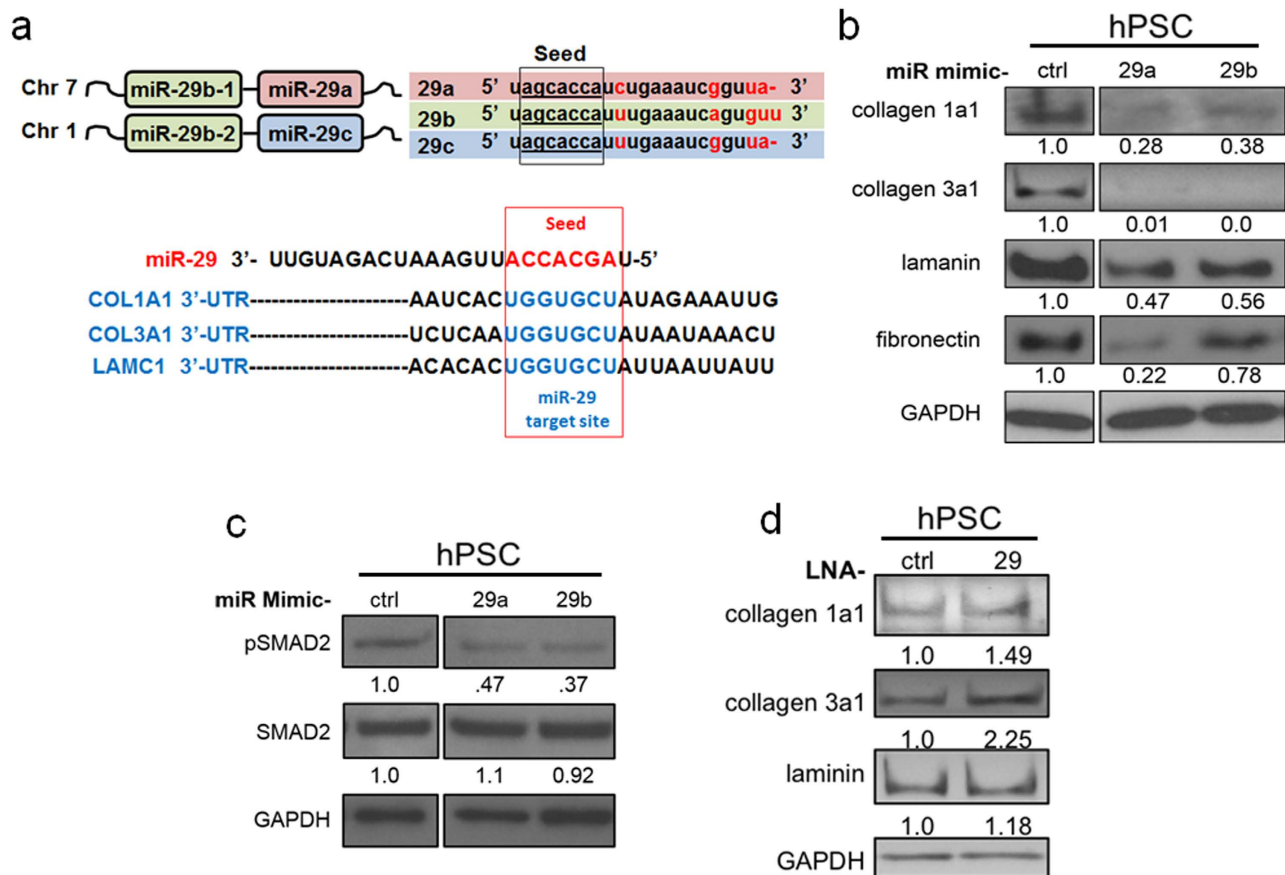 a
Seed
Chr 7 miR-29b-1 miR-29a 29a 5’ uagcaccaucugaaaucgguua- 3’
29b 5’ uagcaccauuugaaaucaguguu 3’
Chr 1 miR-29b-2 miR-29c 29c 5’ uagcaccauuugaaaucgguua- 3’
Seed
miR-29 3’- UUGUAGACUAAAGUUACCACGAU-5’
COL1A1 3’-UTR----------------------AAUCACUGGUGCUAUAGAAAUUG
COL3A1 3’-UTR----------------------UCUCAAUGGUGCUAUAAUAAACU
LAMC1 3’-UTR----------------------ACACACUGGUGCUAUUAAUUAUU
miR-29
target site
b
hPSC
miR mimic- ctrl 29a 29b
collagen 1a1
1.0 0.28 0.38
collagen 3a1
1.0 0.01 0.0
lamanin
1.0 0.47 0.56
fibronectin
1.0 0.22 0.78
GAPDH
c
hPSC
miR Mimic- ctrl 29a 29b
pSMAD2
1.0 .47 .37
SMAD2
1.0 1.1 0.92
GAPDH
d
hPSC
LNA- ctrl 29
collagen 1a1
1.0 1.49
collagen 3a1
1.0 2.25
laminin
1.0 1.18
GAPDH